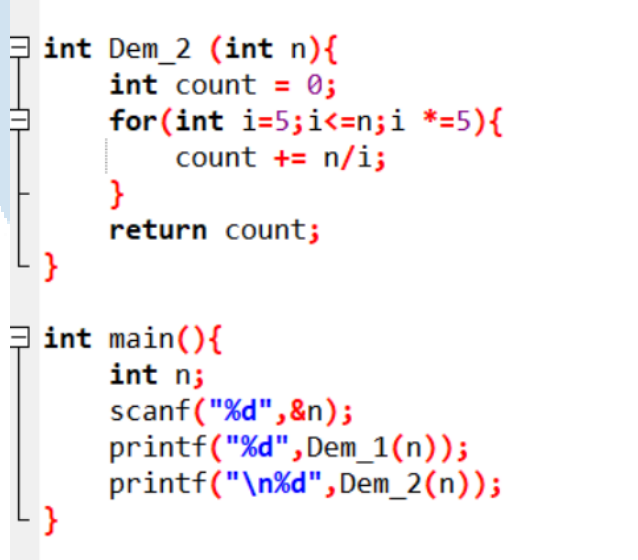 int Dem_2 (int n){
    int count = 0;
    for(int i=5;i<=n;i *=5){
        count += n/i;
    }
    return count;
}

int main(){
    int n;
    scanf("%d",&n);
    printf("%d",Dem_1(n));
    printf("\n%d",Dem_2(n));
}